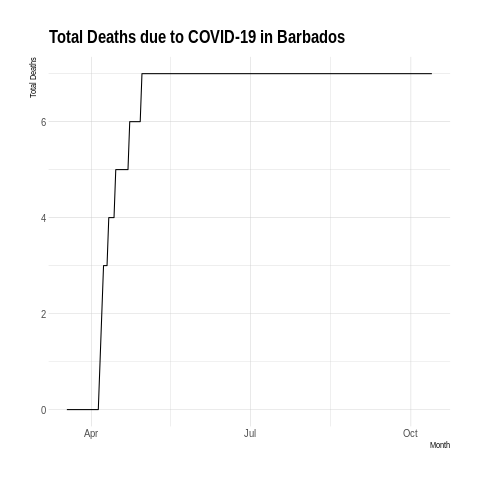 Total Deaths due to COVID-19 in Barbados
Total Deaths
6
4
2
0
Apr Jul Oct
Month